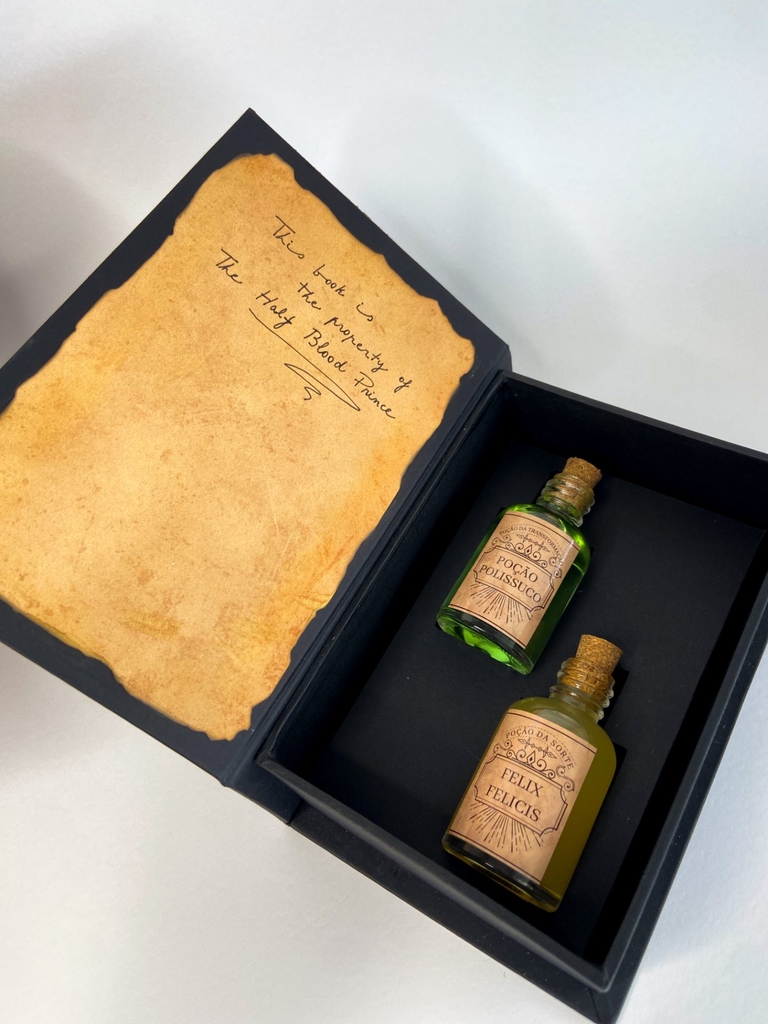 This book is
the property of
The Half Blood Prince
POÇÃO DA TRANSFORMAÇÃO
POÇÃO
POLISSUCO
POÇÃO DA SORTE
FELIX
FELICIS